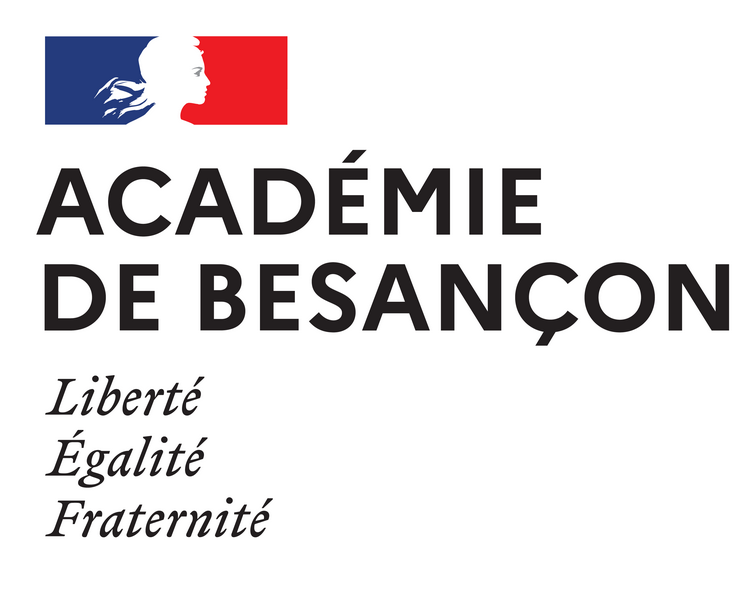 ACADÉMIE
DE BESANÇON
Liberté
Égalité
Fraternité